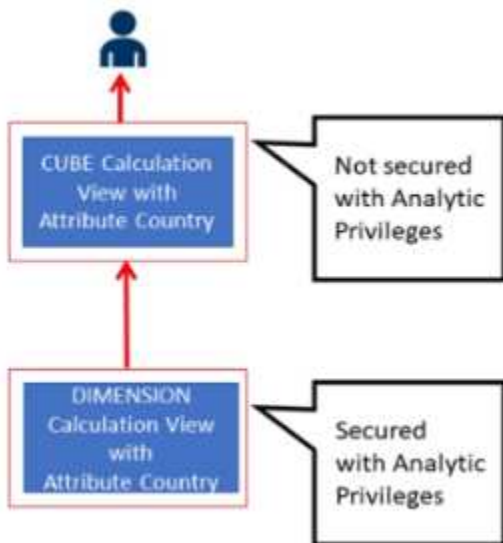 CUBE Calculation
View with
Attribute Country
Not secured
with Analytic
Privileges
DIMENSION
Calculation View
with
Attribute Country
Secured
with Analytic
Privileges